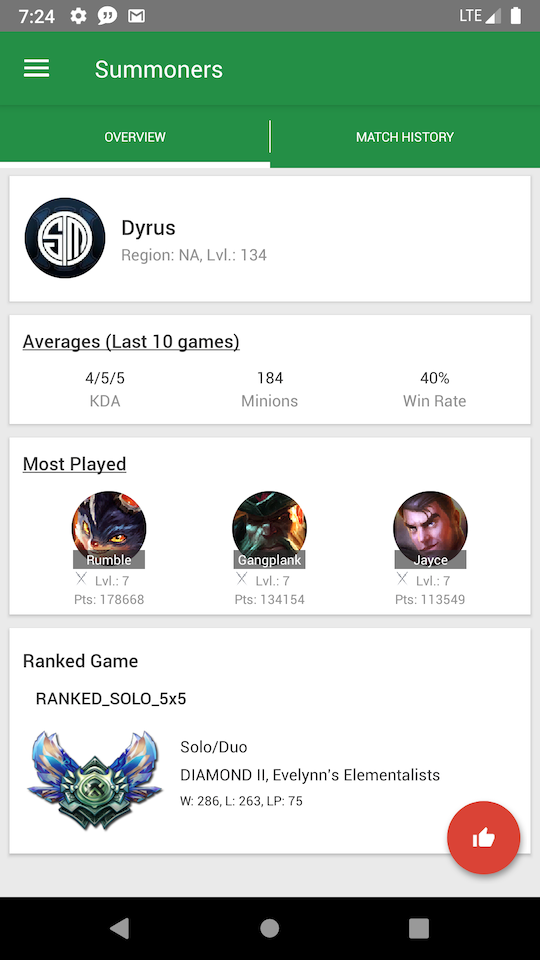 7:24 LTE
Summoners
OVERVIEW MATCH HISTORY
Dyrus
Region: NA, Lvl.: 134
Averages (Last 10 games)
4/5/5 184 40%
KDA Minions Win Rate
Most Played
Rumble Gangplank Jayce
Lvl.: 7 Lvl.: 7 Lvl.: 7
Pts: 178668 Pts: 134154 Pts: 113549
Ranked Game
RANKED_SOLO_5x5
Solo/Duo
DIAMOND II, Evelynn's Elementalists
W: 286, L: 263, LP: 75